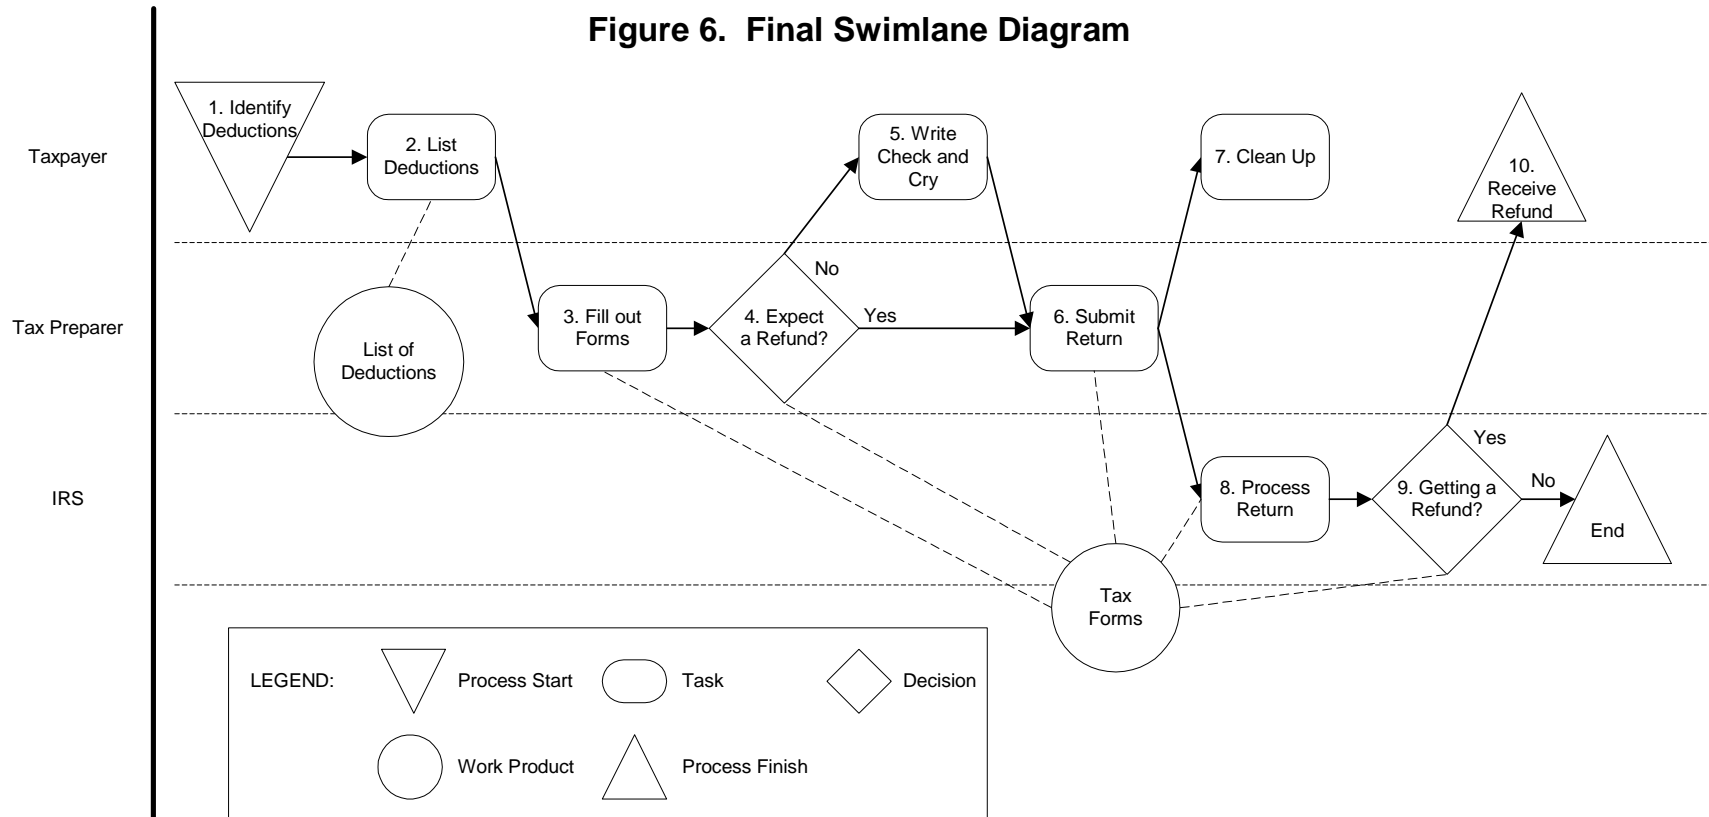 Figure 6.  Final Swimlane Diagram
Taxpayer
1. Identify
Deductions
2. List
Deductions
5. Write
Check and
Cry
7. Clean Up
10.
Receive
Refund
Tax Preparer
List of
Deductions
3. Fill out
Forms
4. Expect
a Refund?
No
Yes
6. Submit
Return
IRS
8. Process
Return
9. Getting a
Refund?
Yes
No
End
Tax
Forms
LEGEND:
Process Start
Task
Decision
Work Product
Process Finish